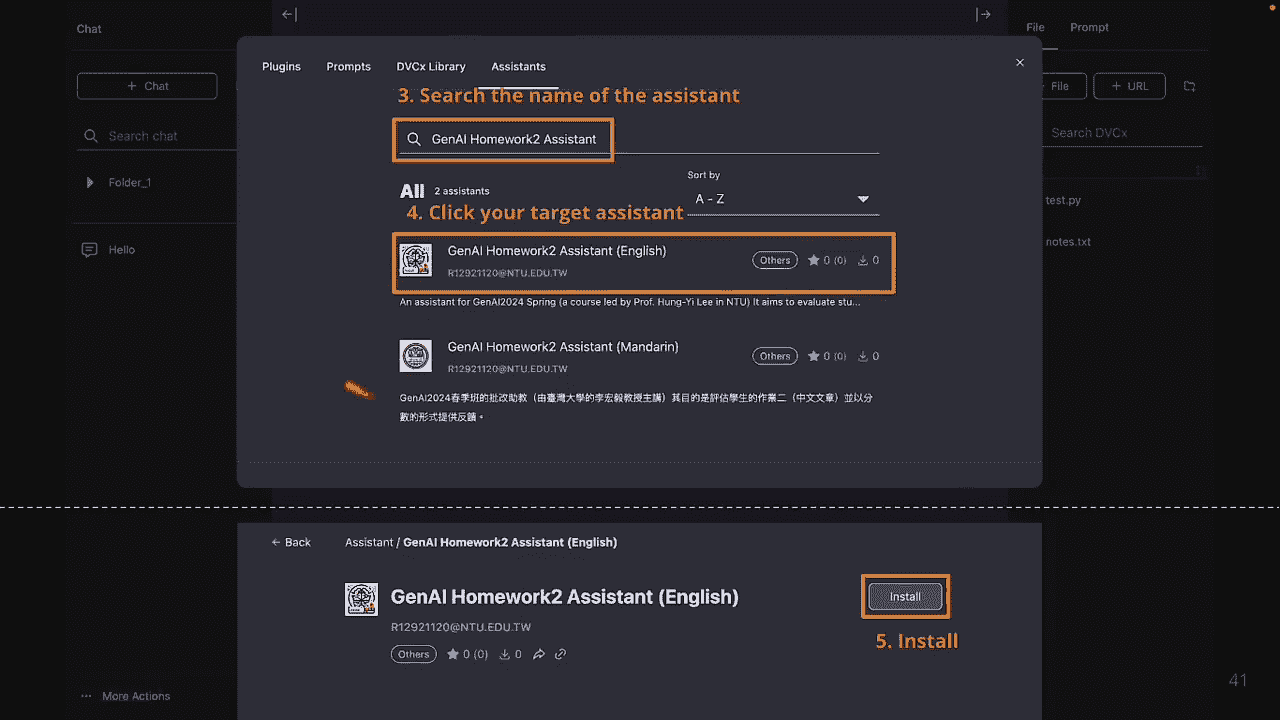 Chat
File
Prompt
Plugins
Prompts
DVCx Library
Assistants
3. Search the name of the assistant
+ Chat
File
+ URL
Search chat
GenAI Homework2 Assistant
Search DVCx
Folder_1
All 2 assistants
Sort by
A - Z
4. Click your target assistant
test.py
notes.txt
Hello
GenAI Homework2 Assistant (English)
R12921120@NTU.EDU.TW
Others 0 (0) 0
An assistant for GenAI2024 Spring (a course led by Prof. Hung-Yi Lee in NTU) It aims to evaluate stu...
GenAI Homework2 Assistant (Mandarin)
R12921120@NTU.EDU.TW
Others 0 (0) 0
GenAI2024春季班的批改助教（由臺灣大學的李宏毅教授主講）其目的是評估學生的作業二（中文文章）並以分
數的形式提供反饋。
← Back
Assistant / GenAI Homework2 Assistant (English)
GenAI Homework2 Assistant (English)
Install
R12921120@NTU.EDU.TW
5. Install
Others 0 (0) 0
41
... More Actions